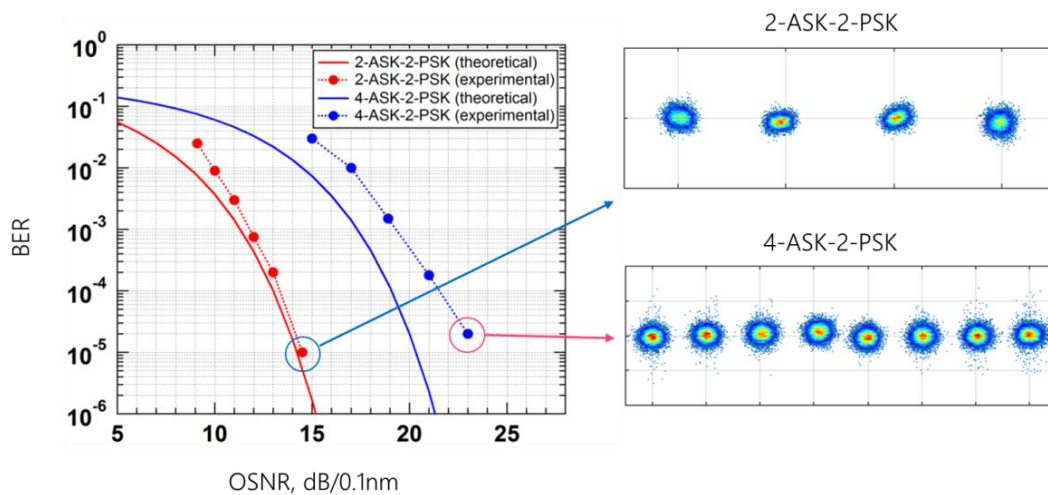 2-ASK-2-PSK
10^0
10^-1
10^-2
10^-3
10^-4
10^-5
10^-6
BER
2-ASK-2-PSK (theoretical)
2-ASK-2-PSK (experimental)
4-ASK-2-PSK (theoretical)
4-ASK-2-PSK (experimental)
4-ASK-2-PSK
5 10 15 20 25
OSNR, dB/0.1nm